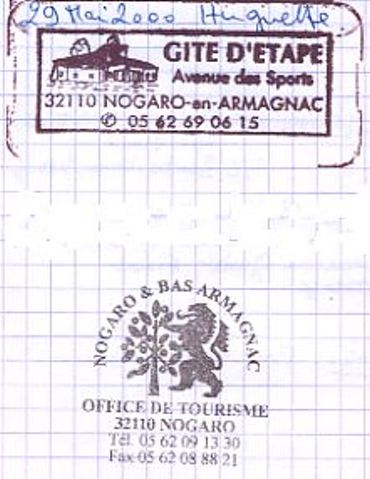 29 Mai 2000 Huguette
GITE D'ETAPE
Avenue des Sports
32110 NOGARO-en-ARMAGNAC
✆ 05 62 69 06 15
NOGARO & BAS ARMAGNAC
OFFICE DE TOURISME
32110 NOGARO
Tél. 05 62 09 13 30
Fax 05 62 08 88 21